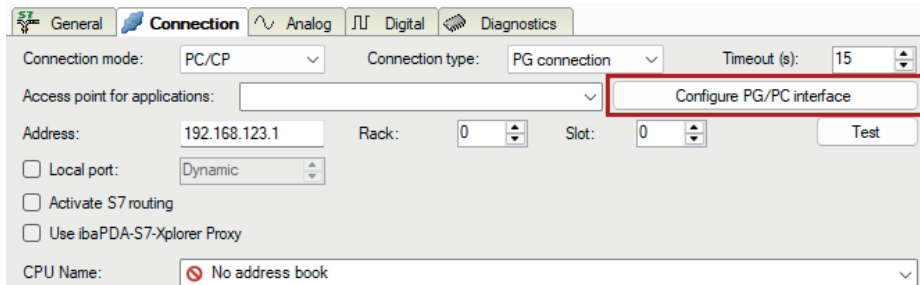 S7 General Connection Analog Digital Diagnostics
Connection mode: PC/CP Connection type: PG connection Timeout (s): 15
Access point for applications: Configure PG/PC interface
Address: 192.168.123.1 Rack: 0 Slot: 0 Test
Local port: Dynamic
Activate S7 routing
Use ibaPDA-S7-Xplorer Proxy
CPU Name: No address book